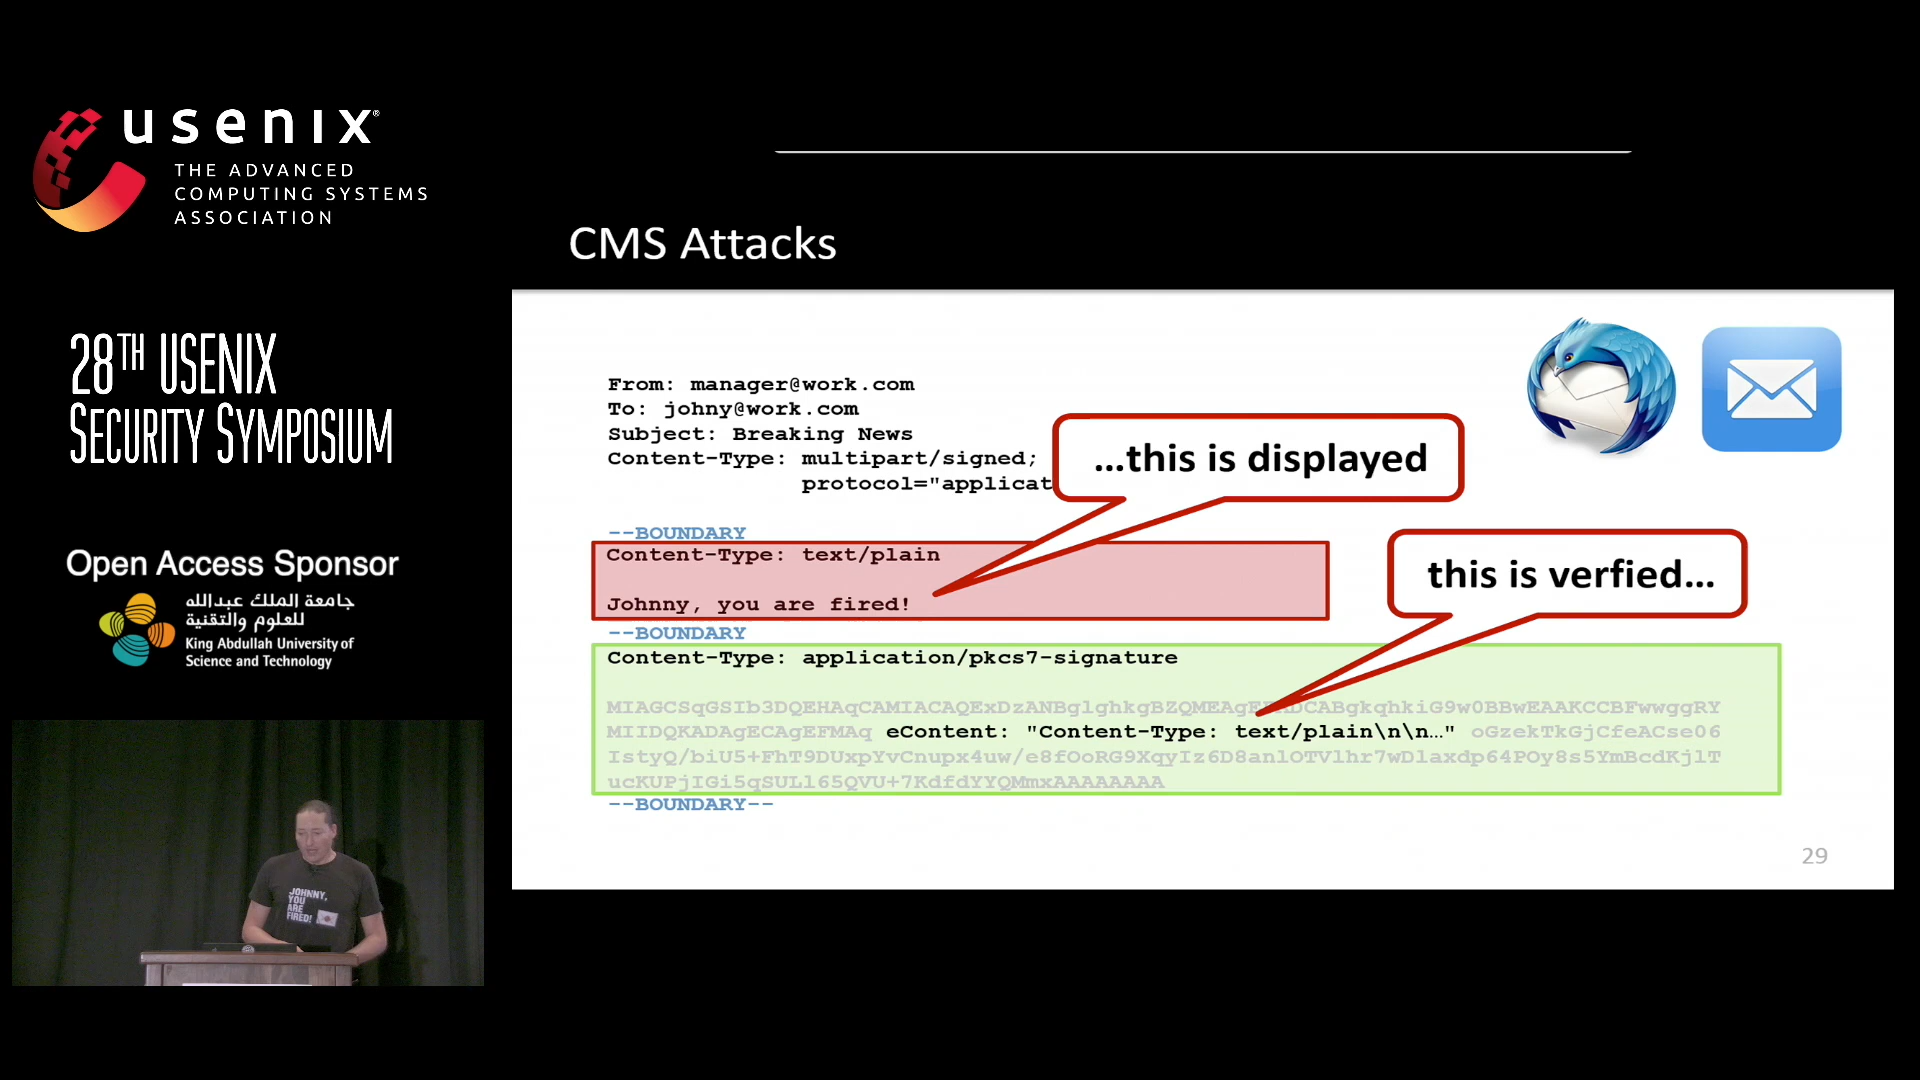 usenix®
THE ADVANCED
COMPUTING SYSTEMS
ASSOCIATION
28TH USENIX
SECURITY SYMPOSIUM
Open Access Sponsor
جامعة الملك عبدالله
للعلوم والتقنية
King Abdullah University of
Science and Technology
JOHNNY,
YOU
ARE
FIRED!
CMS Attacks
From: manager@work.com
To: johny@work.com
Subject: Breaking News
Content-Type: multipart/signed;
protocol="applicat
…this is displayed
--BOUNDARY
Content-Type: text/plain
Johnny, you are fired!
this is verfied…
--BOUNDARY
Content-Type: application/pkcs7-signature
eContent: "Content-Type: text/plain\n\n…"
--BOUNDARY--
29